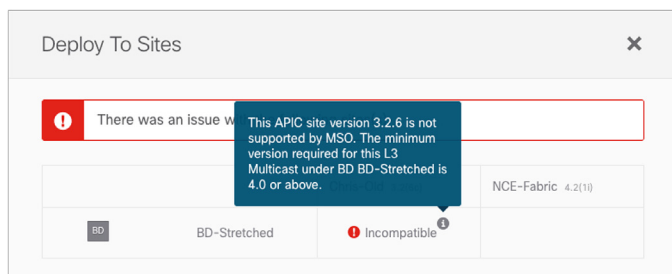 Deploy To Sites
There was an issue w
This APIC site version 3.2.6 is not
supported by MSO. The minimum
version required for this L3
Multicast under BD BD-Stretched is
4.0 or above.
NCE-Fabric 4.2(1i)
BD
BD-Stretched
Incompatible